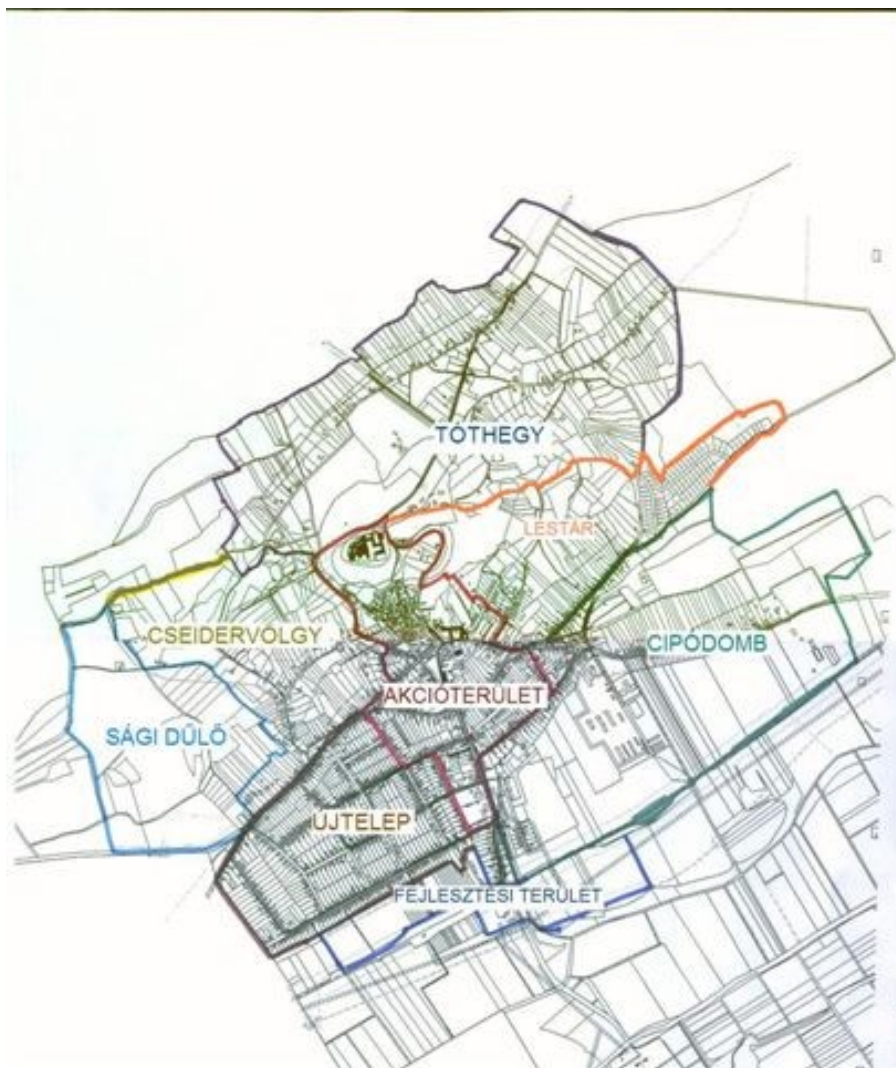 TÓTHEGY
LESTÁR
CSEIDERVÖLGY
CIPÓDOMB
AKCIÓTERÜLET
SÁGI DŰLŐ
ÚJTELEP
FEJLESZTÉSI TERÜLET